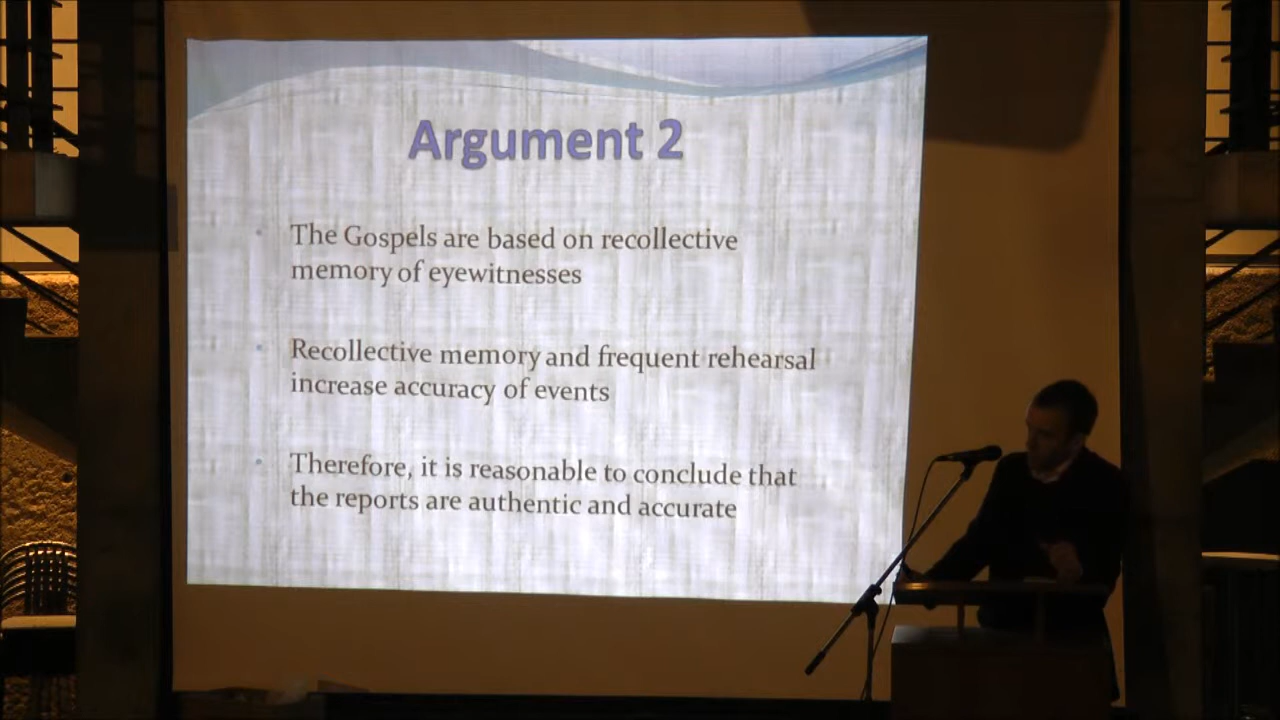 Argument 2
The Gospels are based on recollective
memory of eyewitnesses
Recollective memory and frequent rehearsal
increase accuracy of events
Therefore, it is reasonable to conclude that
the reports are authentic and accurate